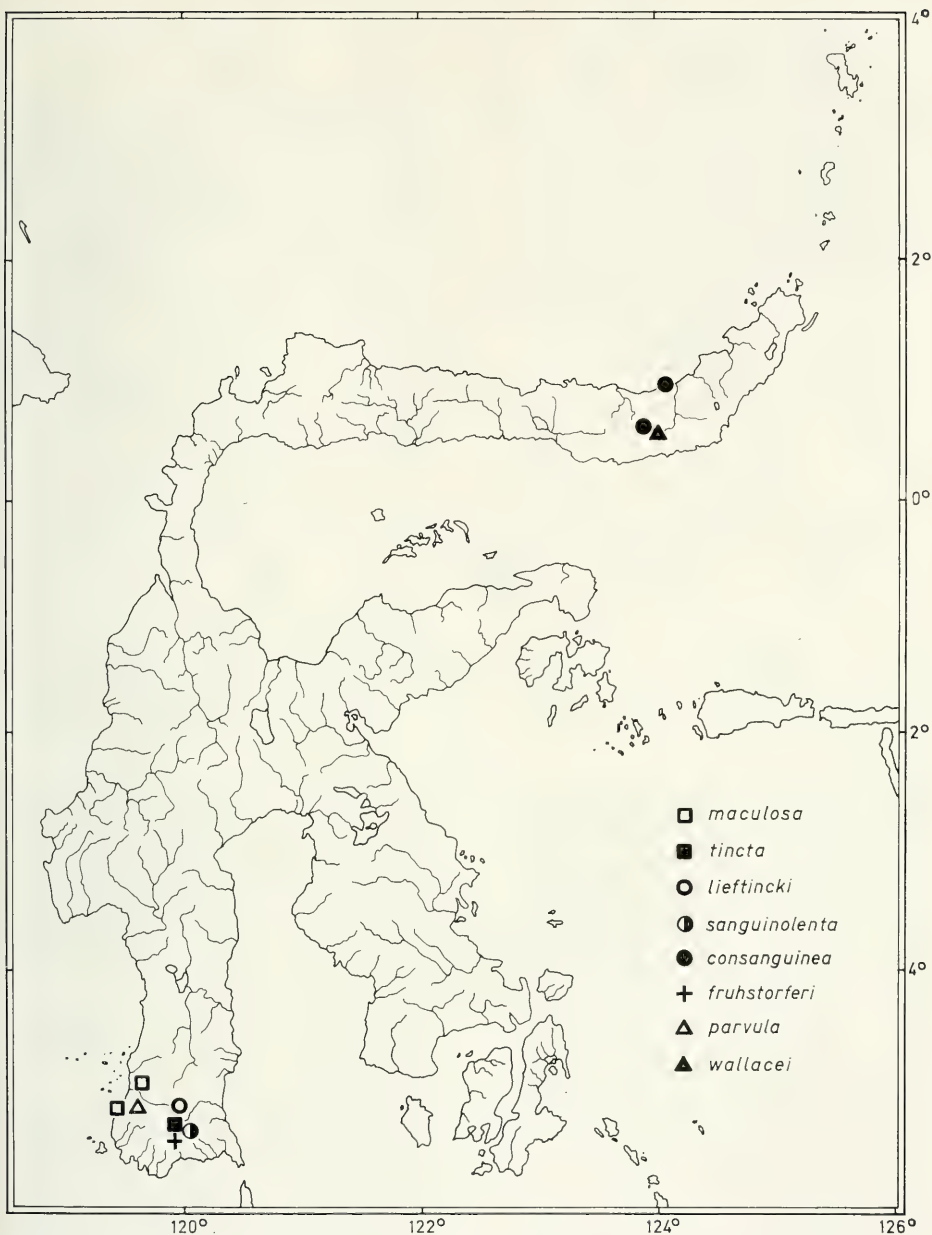 4°
2°
0°
2°
maculosa
tincta
lieftincki
sanguinolenta
consanguinea
4°
fruhstorferi
parvula
wallacei
120°
122°
124°
126°